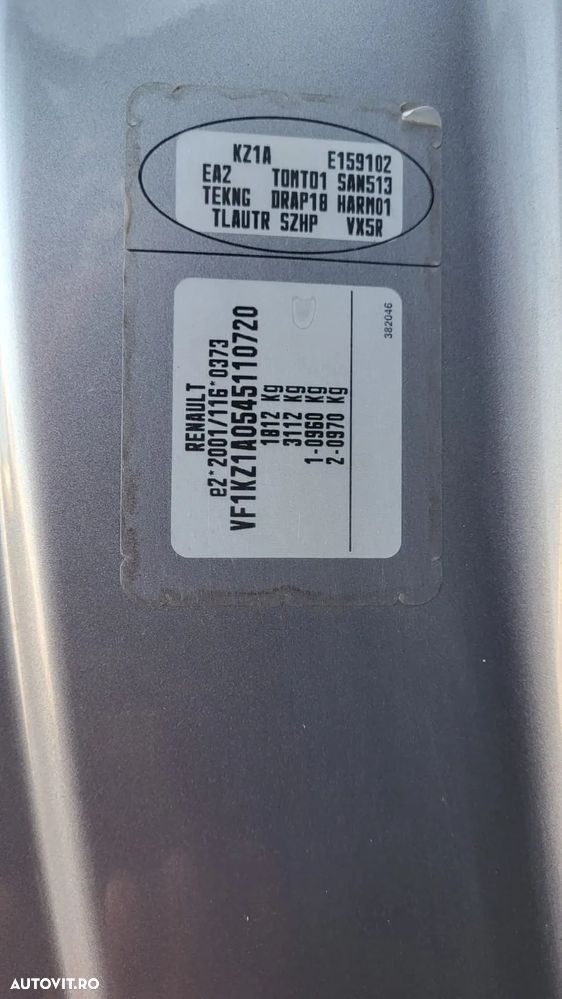 KZ1A E159102
EA2 TOMT01 SAN513
TEKNG DRAP18 HARM01
TLAUTR SZHP VX5R
RENAULT
e2*2001/116*0373
VF1KZ1A0545110720
1812 Kg
3112 Kg
1-0960 Kg
2-0970 Kg
382046
AUTOVIT.RO